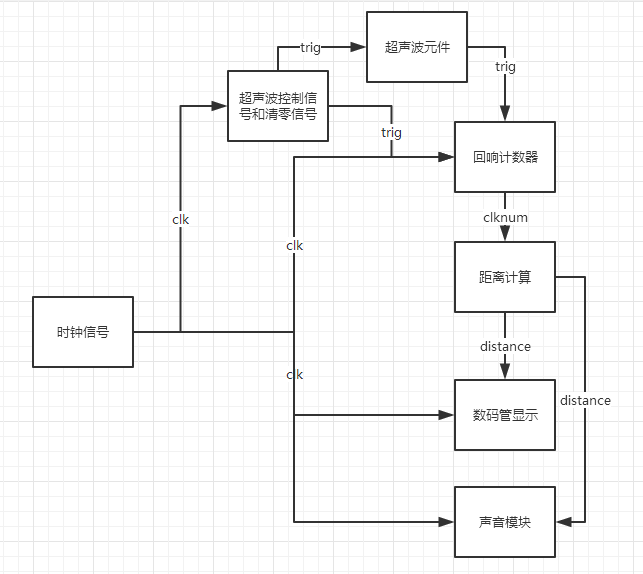 超声波元件
trig
trig
超声波控制信
号和清零信号
trig
回响计数器
clk
clk
clknum
距离计算
时钟信号
distance
clk
distance
数码管显示
声音模块